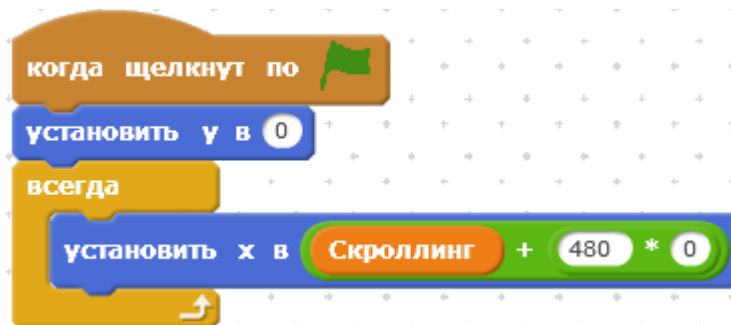 когда щелкнут по
установить y в 0
всегда
установить x в Скроллинг + 480 * 0